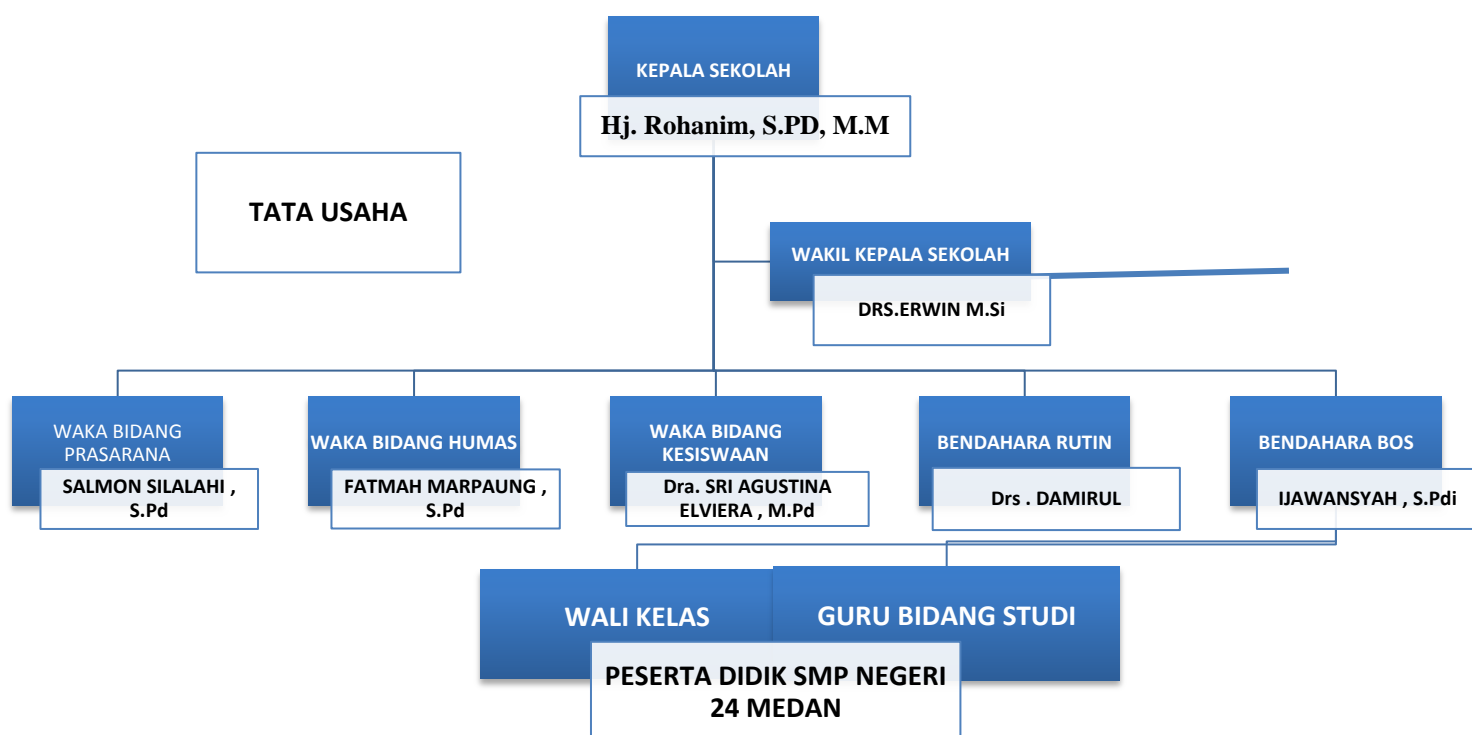 KEPALA SEKOLAH
Hj. Rohanim, S.PD, M.M
TATA USAHA
WAKIL KEPALA SEKOLAH
DRS.ERWIN M.Si
WAKA BIDANG
PRASARANA
SALMON SILALAHI ,
S.Pd
WAKA BIDANG HUMAS
FATMAH MARPAUNG ,
S.Pd
WAKA BIDANG
KESISWAAN
Dra. SRI AGUSTINA
ELVIERA , M.Pd
BENDAHARA RUTIN
Drs . DAMIRUL
BENDAHARA BOS
IJAWANSYAH , S.Pdi
WALI KELAS
GURU BIDANG STUDI
PESERTA DIDIK SMP NEGERI
24 MEDAN